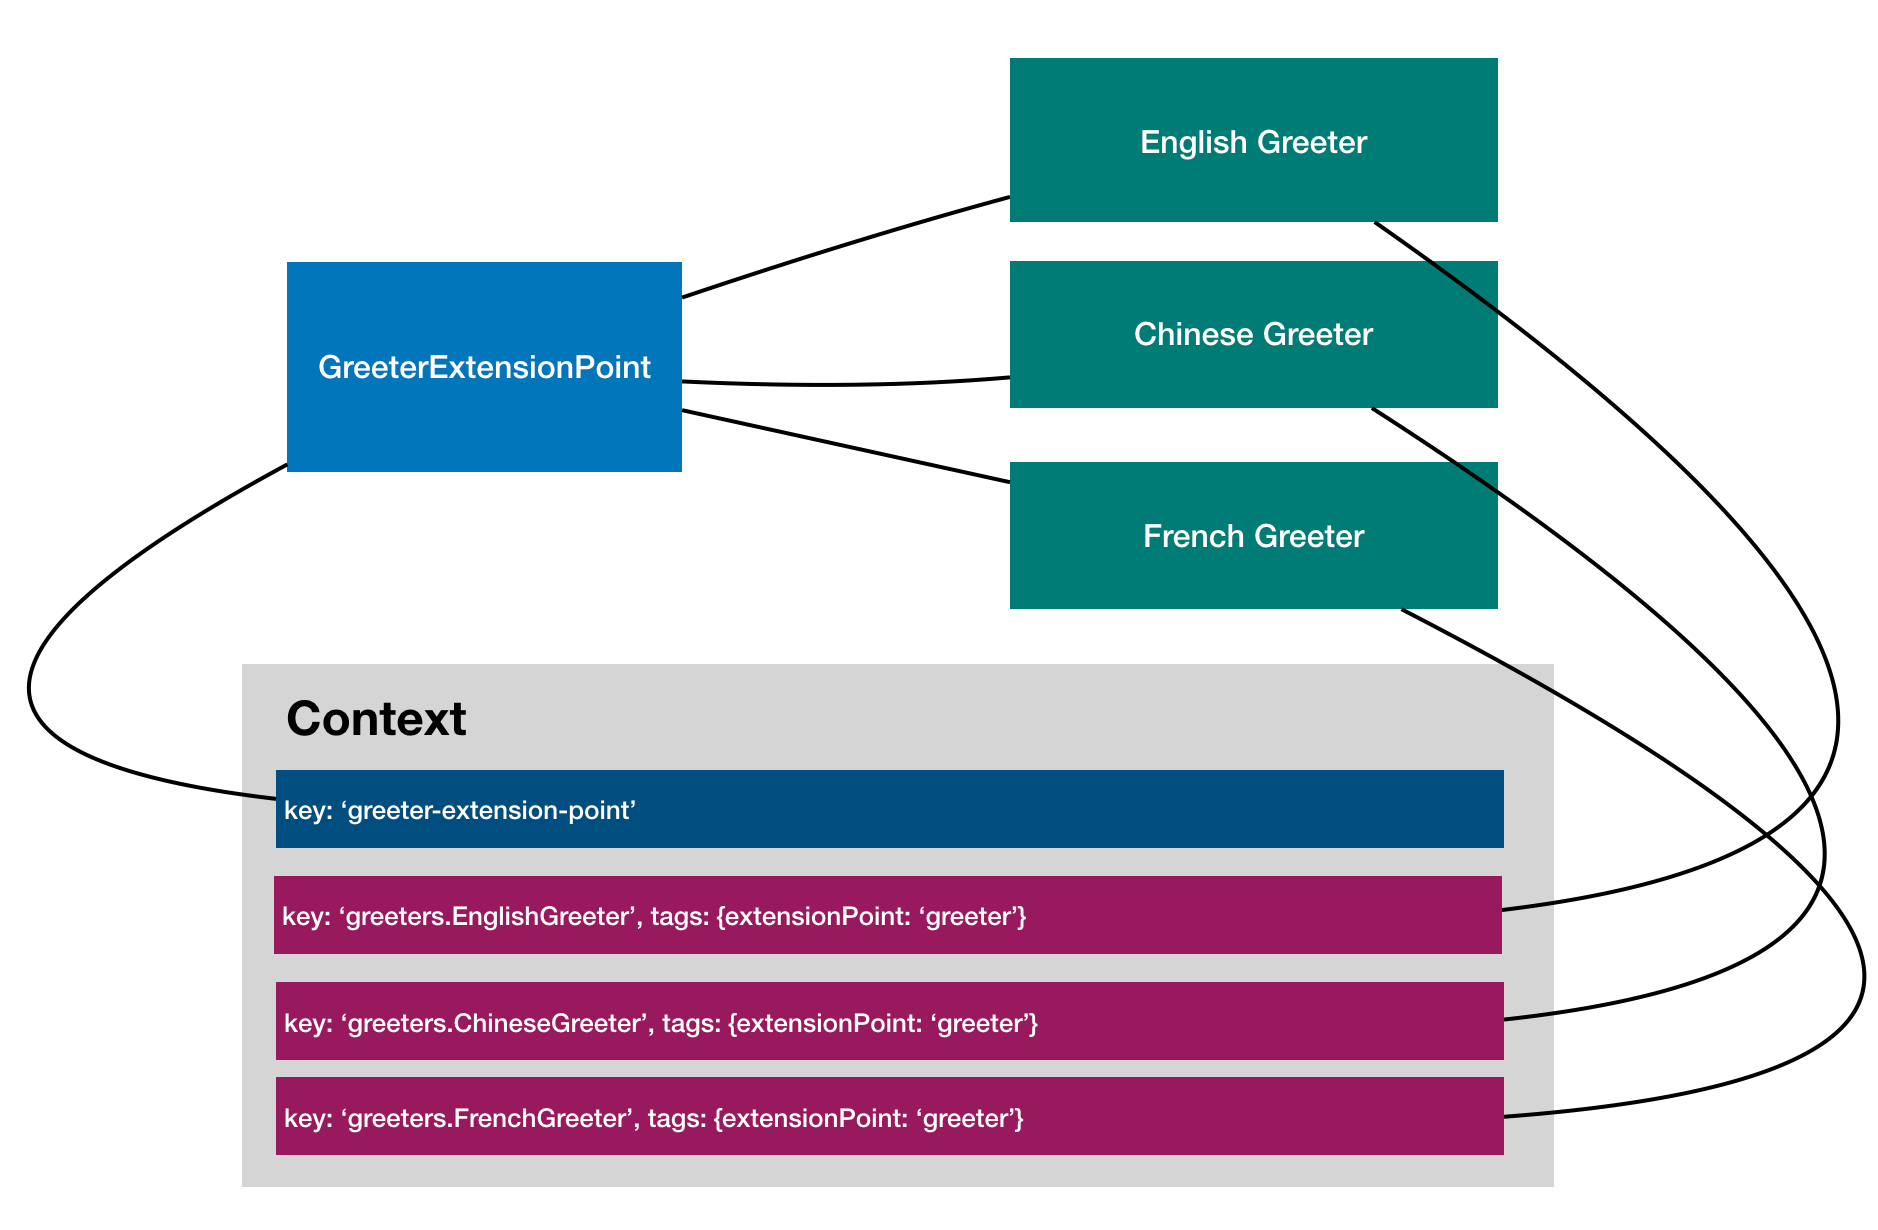 English Greeter
Chinese Greeter
GreeterExtensionPoint
French Greeter
Context
key: ‘greeter-extension-point’
key: ‘greeters.EnglishGreeter’, tags: {extensionPoint: ‘greeter’}
key: ‘greeters.ChineseGreeter’, tags: {extensionPoint: ‘greeter’}
key: ‘greeters.FrenchGreeter’, tags: {extensionPoint: ‘greeter’}